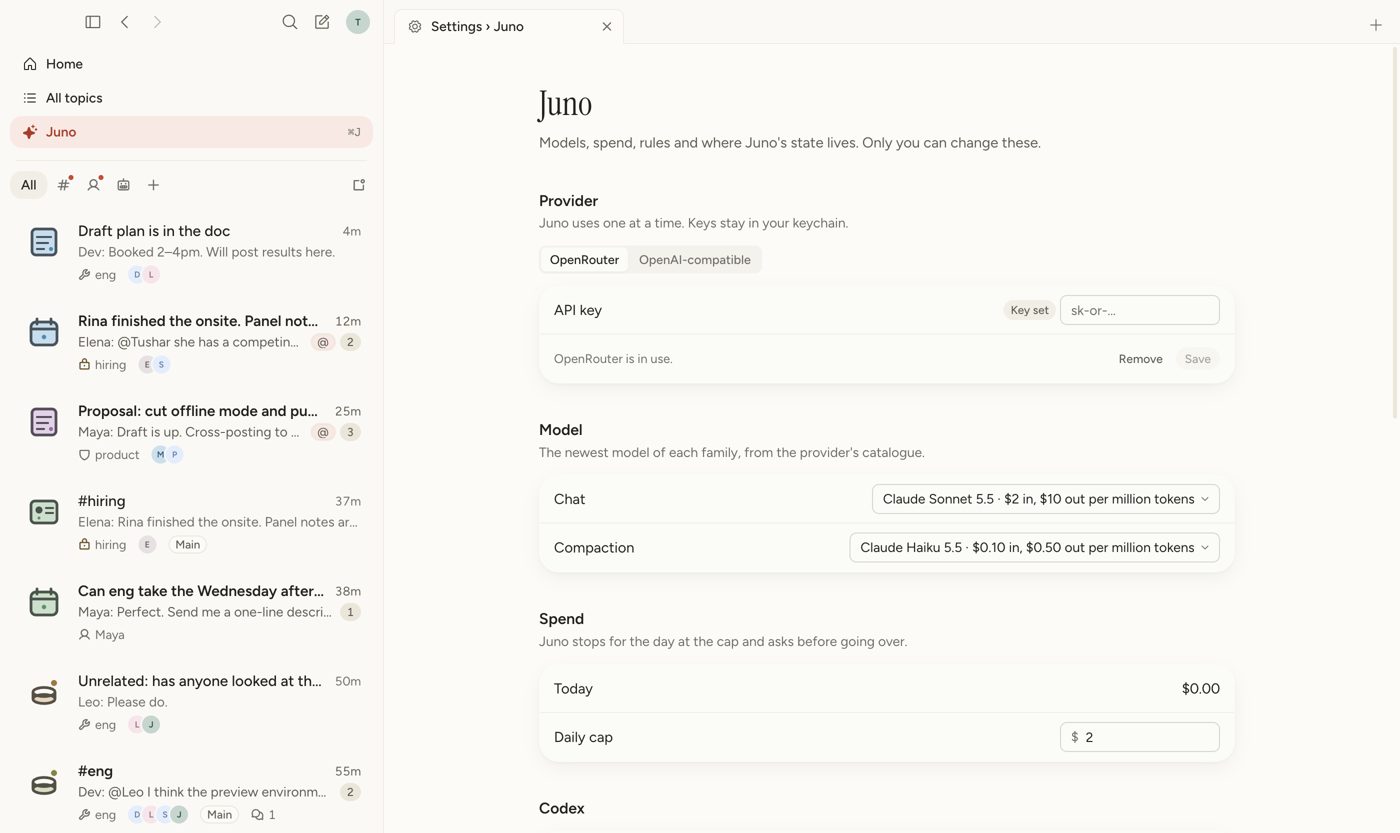 T
Settings › Juno
Home
All topics
Juno ⌘J
All
Draft plan is in the doc 4m
Dev: Booked 2–4pm. Will post results here.
eng D L
Rina finished the onsite. Panel not... 12m
Elena: @Tushar she has a competin... @ 2
hiring E S
Proposal: cut offline mode and pu... 25m
Maya: Draft is up. Cross-posting to ... @ 3
product M P
#hiring 37m
Elena: Rina finished the onsite. Panel notes ar...
hiring E Main
Can eng take the Wednesday after... 38m
Maya: Perfect. Send me a one-line descri... 1
Maya
Unrelated: has anyone looked at th... 50m
Leo: Please do.
eng L J
#eng 55m
Dev: @Leo I think the preview environm... 2
eng D L S J Main 1
Juno
Models, spend, rules and where Juno's state lives. Only you can change these.
Provider
Juno uses one at a time. Keys stay in your keychain.
OpenRouter OpenAI-compatible
API key Key set sk-or-...
OpenRouter is in use. Remove Save
Model
The newest model of each family, from the provider's catalogue.
Chat Claude Sonnet 5.5 · $2 in, $10 out per million tokens
Compaction Claude Haiku 5.5 · $0.10 in, $0.50 out per million tokens
Spend
Juno stops for the day at the cap and asks before going over.
Today $0.00
Daily cap $ 2
Codex